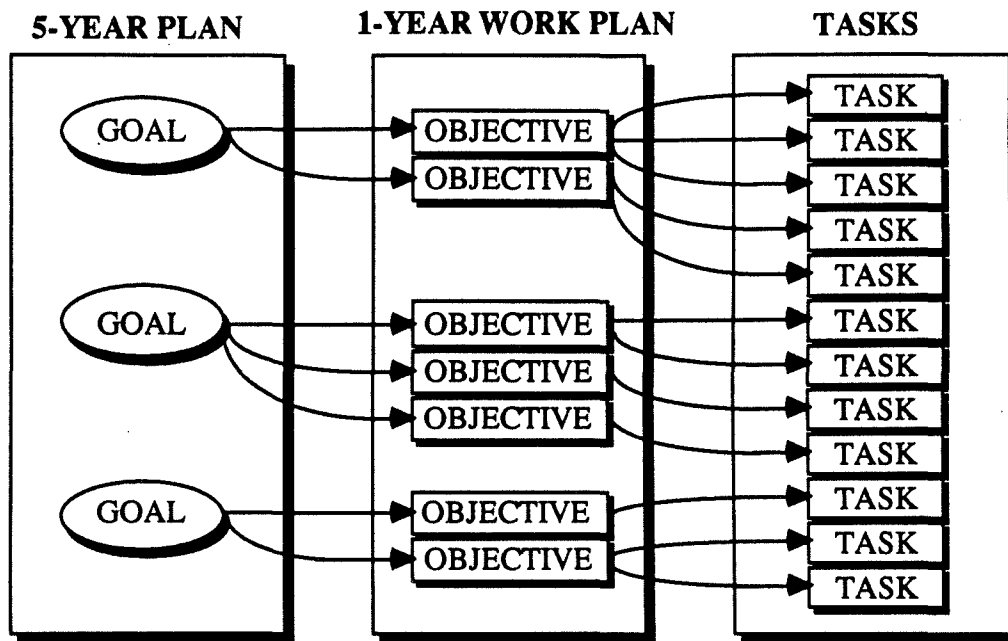 5-YEAR PLAN
GOAL
GOAL
GOAL
1-YEAR WORK PLAN
OBJECTIVE
OBJECTIVE
OBJECTIVE
OBJECTIVE
OBJECTIVE
OBJECTIVE
OBJECTIVE
TASKS
TASK
TASK
TASK
TASK
TASK
TASK
TASK
TASK
TASK
TASK
TASK
TASK